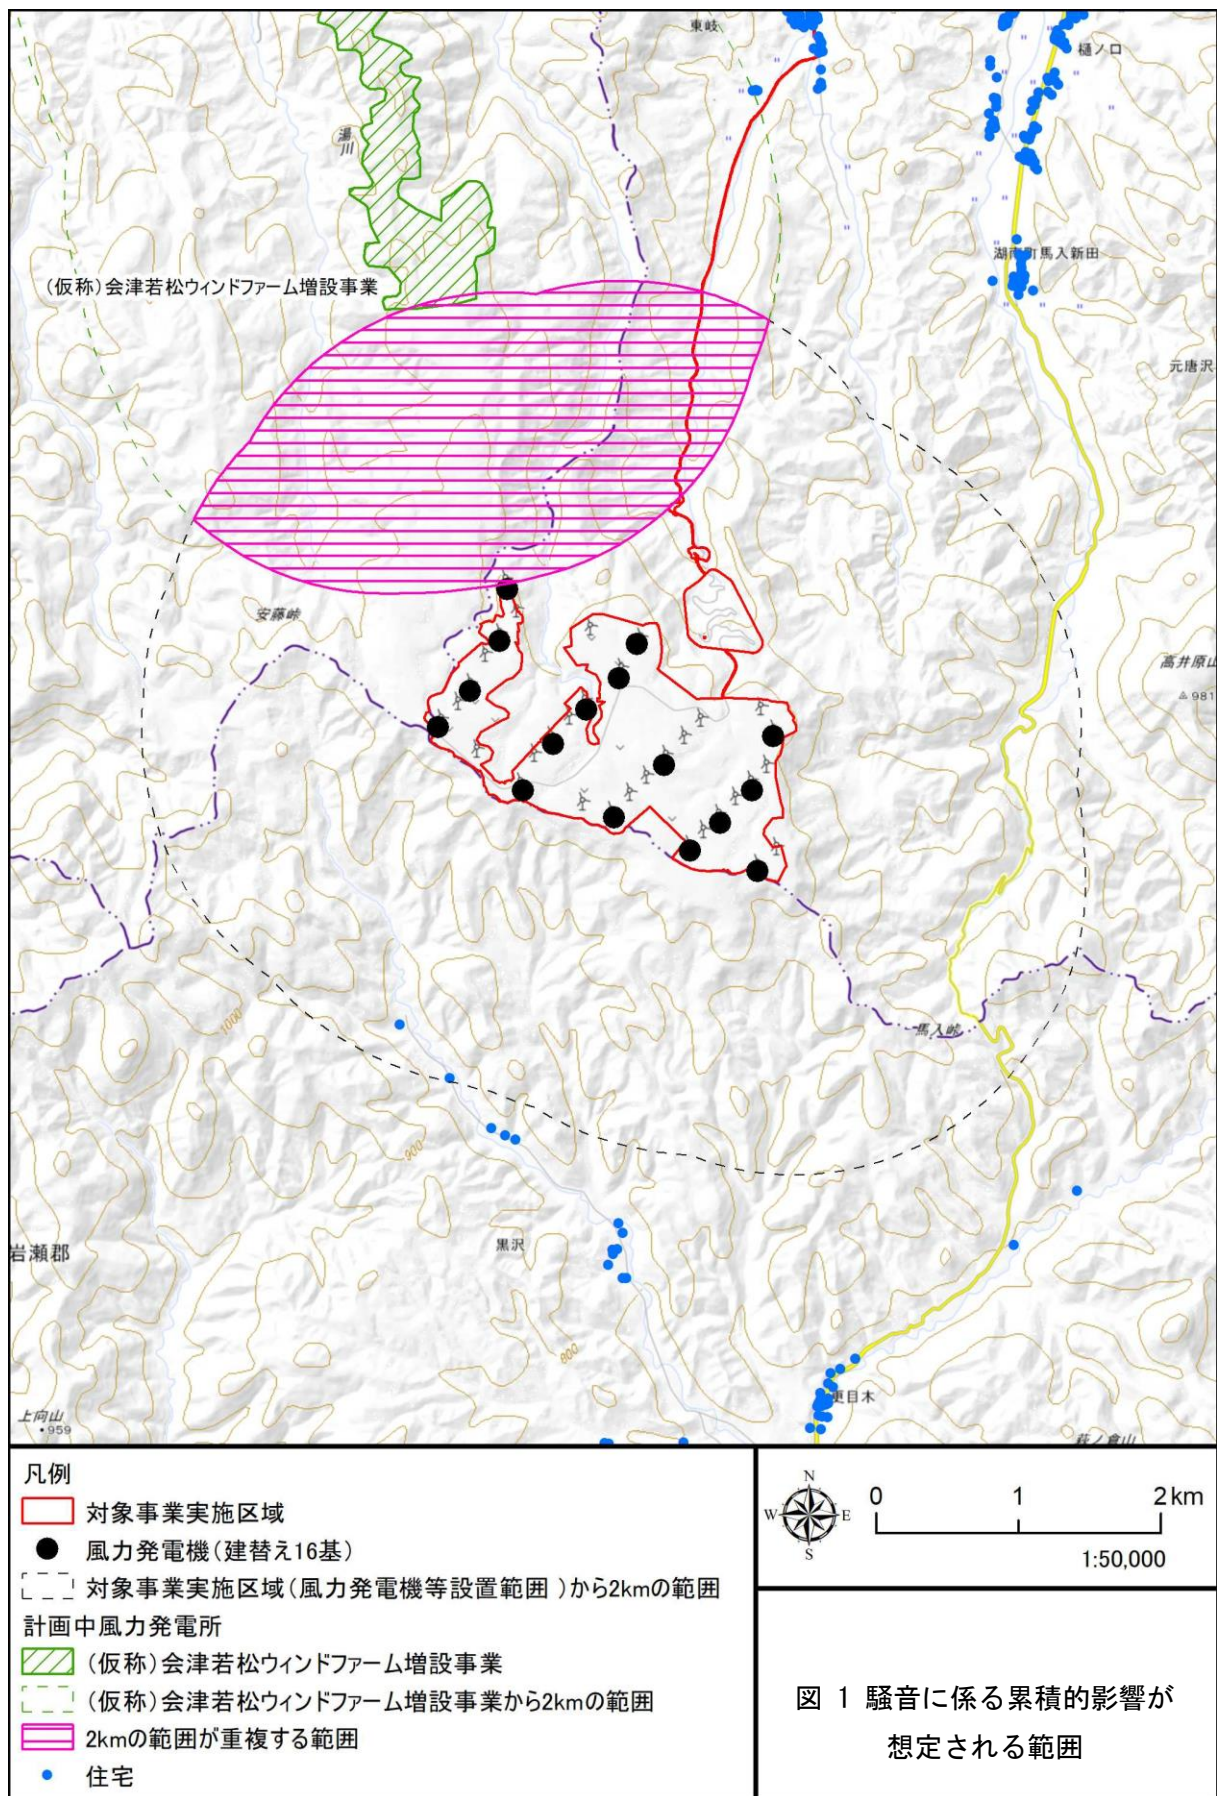 東岐
樋ノ口
湯川
湖南町馬入新田
(仮称)会津若松ウィンドファーム増設事業
元唐沢
安藤峠
高井原山
981
1000
馬入峠
900
岩瀬郡
黒沢
800
更目木
上向山
・959
萩ノ倉山
凡例
対象事業実施区域
風力発電機(建替え16基)
対象事業実施区域(風力発電機等設置範囲 )から2kmの範囲
計画中風力発電所
(仮称)会津若松ウィンドファーム増設事業
(仮称)会津若松ウィンドファーム増設事業から2kmの範囲
2kmの範囲が重複する範囲
住宅
N
W E
S
0 1 2 km
1:50,000
図 1 騒音に係る累積的影響が
想定される範囲